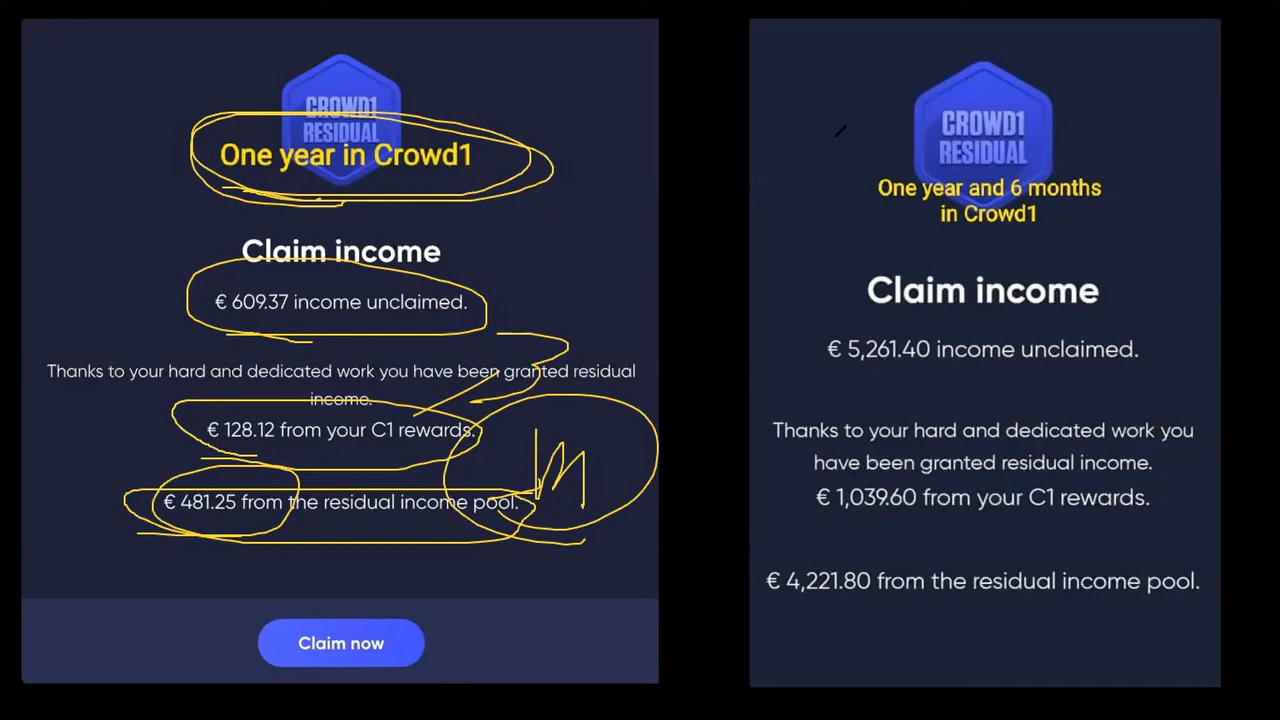 CROWD1
RESIDUAL
One year in Crowd1
Claim income
€ 609.37 income unclaimed.
Thanks to your hard and dedicated work you have been granted residual
income.
€ 128.12 from your C1 rewards.
€ 481.25 from the residual income pool.
Claim now
CROWD1
RESIDUAL
One year and 6 months
in Crowd1
Claim income
€ 5,261.40 income unclaimed.
Thanks to your hard and dedicated work you
have been granted residual income.
€ 1,039.60 from your C1 rewards.
€ 4,221.80 from the residual income pool.